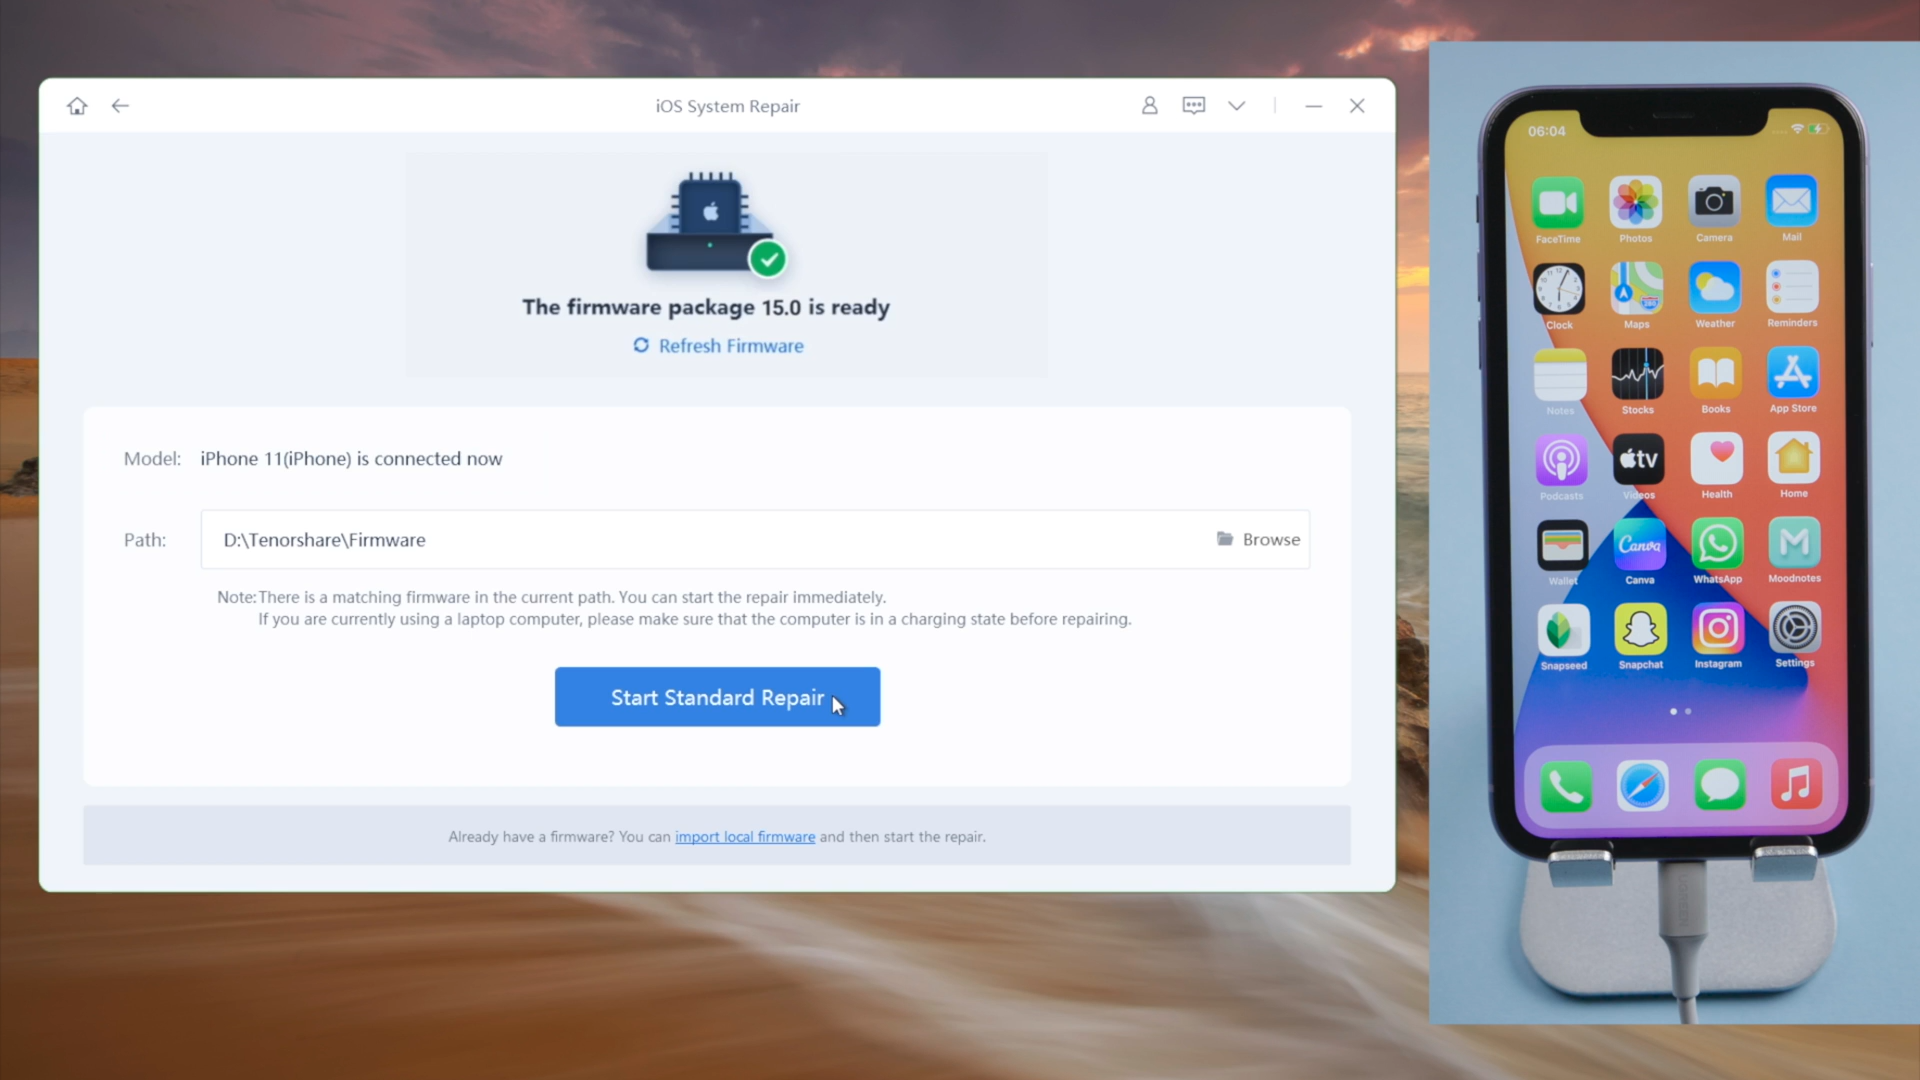 iOS System Repair
The firmware package 15.0 is ready
Refresh Firmware
Model: iPhone 11(iPhone) is connected now
Path: D:\Tenorshare\Firmware
Browse
Note:There is a matching firmware in the current path. You can start the repair immediately.
If you are currently using a laptop computer, please make sure that the computer is in a charging state before repairing.
Start Standard Repair
Already have a firmware? You can import local firmware and then start the repair.
06:04
FaceTime Photos Camera Mail
Clock Maps Weather Reminders
Notes Stocks Books App Store
tv
Podcasts Videos Health Home
Canva
Wallet Canva WhatsApp Moodnotes
Snapseed Snapchat Instagram Settings